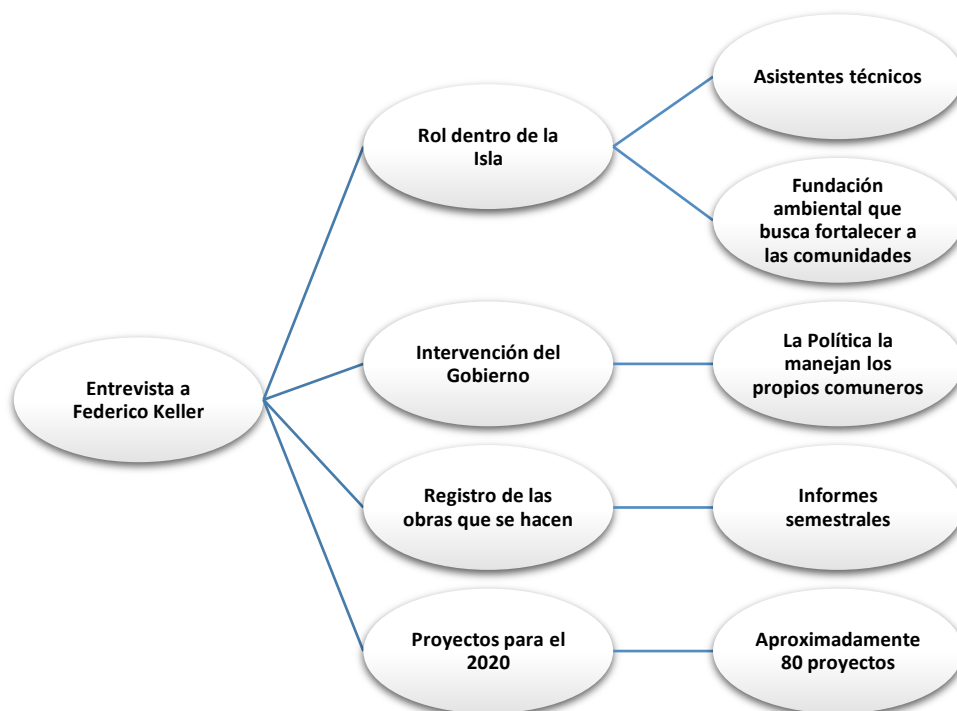 Entrevista a
Federico Keller
Rol dentro de la
Isla
Asistentes técnicos
Fundación
ambiental que
busca fortalecer a
las comunidades
Intervención del
Gobierno
La Política la
manejan los
propios comuneros
Registro de las
obras que se hacen
Informes
semestrales
Proyectos para el
2020
Aproximadamente
80 proyectos